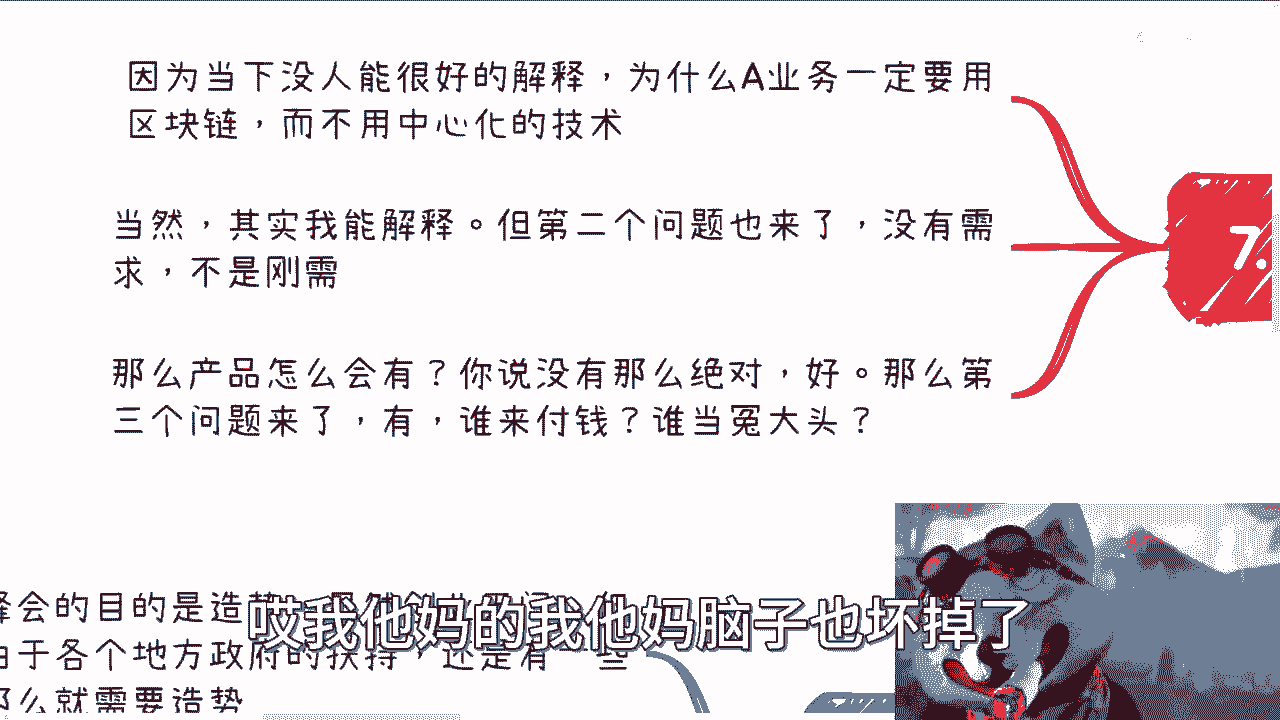 因为当下没人能很好的解释，为什么A业务一定要用
区块链，而不用中心化的技术
当然，其实我能解释。但第二个问题也来了，没有需
求，不是刚需
7.
那么产品怎么会有？你说没有那么绝对，好。那么第
三个问题来了，有，谁来付钱？谁当冤大头？
会的目的是造势
哎我他妈的我他妈脑子也坏掉了
于各个地方政府的扶持，还是有一些
那么就需要造势